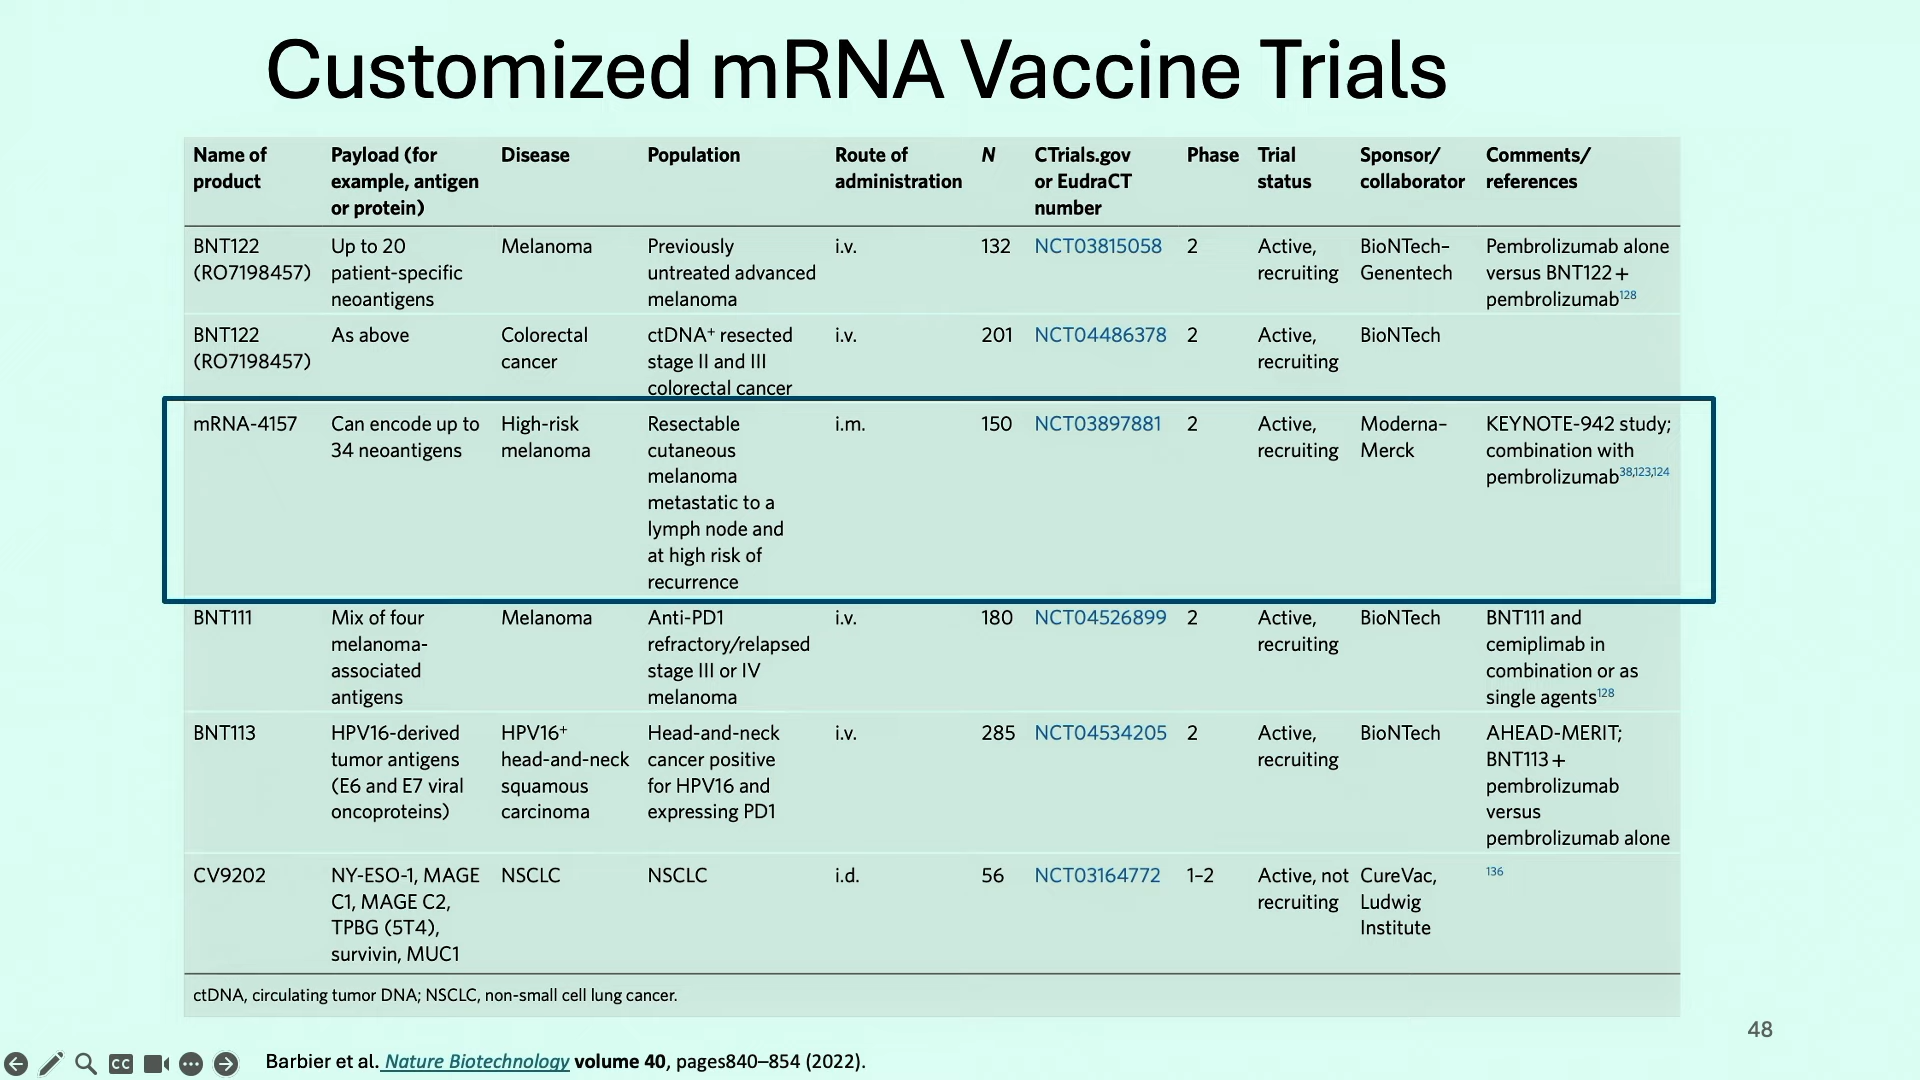 Customized mRNA Vaccine Trials
Name of product | Payload (for example, antigen or protein) | Disease | Population | Route of administration | N | CTrials.gov or EudraCT number | Phase | Trial status | Sponsor/ collaborator | Comments/ references
BNT122 (RO7198457) | Up to 20 patient-specific neoantigens | Melanoma | Previously untreated advanced melanoma | i.v. | 132 | NCT03815058 | 2 | Active, recruiting | BioNTech–Genentech | Pembrolizumab alone versus BNT122 + pembrolizumab128
BNT122 (RO7198457) | As above | Colorectal cancer | ctDNA+ resected stage II and III colorectal cancer | i.v. | 201 | NCT04486378 | 2 | Active, recruiting | BioNTech
mRNA-4157 | Can encode up to 34 neoantigens | High-risk melanoma | Resectable cutaneous melanoma metastatic to a lymph node and at high risk of recurrence | i.m. | 150 | NCT03897881 | 2 | Active, recruiting | Moderna–Merck | KEYNOTE-942 study; combination with pembrolizumab38,123,124
BNT111 | Mix of four melanoma-associated antigens | Melanoma | Anti-PD1 refractory/relapsed stage III or IV melanoma | i.v. | 180 | NCT04526899 | 2 | Active, recruiting | BioNTech | BNT111 and cemiplimab in combination or as single agents128
BNT113 | HPV16-derived tumor antigens (E6 and E7 viral oncoproteins) | HPV16+ head-and-neck squamous carcinoma | Head-and-neck cancer positive for HPV16 and expressing PD1 | i.v. | 285 | NCT04534205 | 2 | Active, recruiting | BioNTech | AHEAD-MERIT; BNT113 + pembrolizumab versus pembrolizumab alone
CV9202 | NY-ESO-1, MAGE C1, MAGE C2, TPBG (5T4), survivin, MUC1 | NSCLC | NSCLC | i.d. | 56 | NCT03164772 | 1–2 | Active, not recruiting | CureVac, Ludwig Institute | 136
ctDNA, circulating tumor DNA; NSCLC, non-small cell lung cancer.
48
CC
Barbier et al. Nature Biotechnology volume 40, pages840–854 (2022).